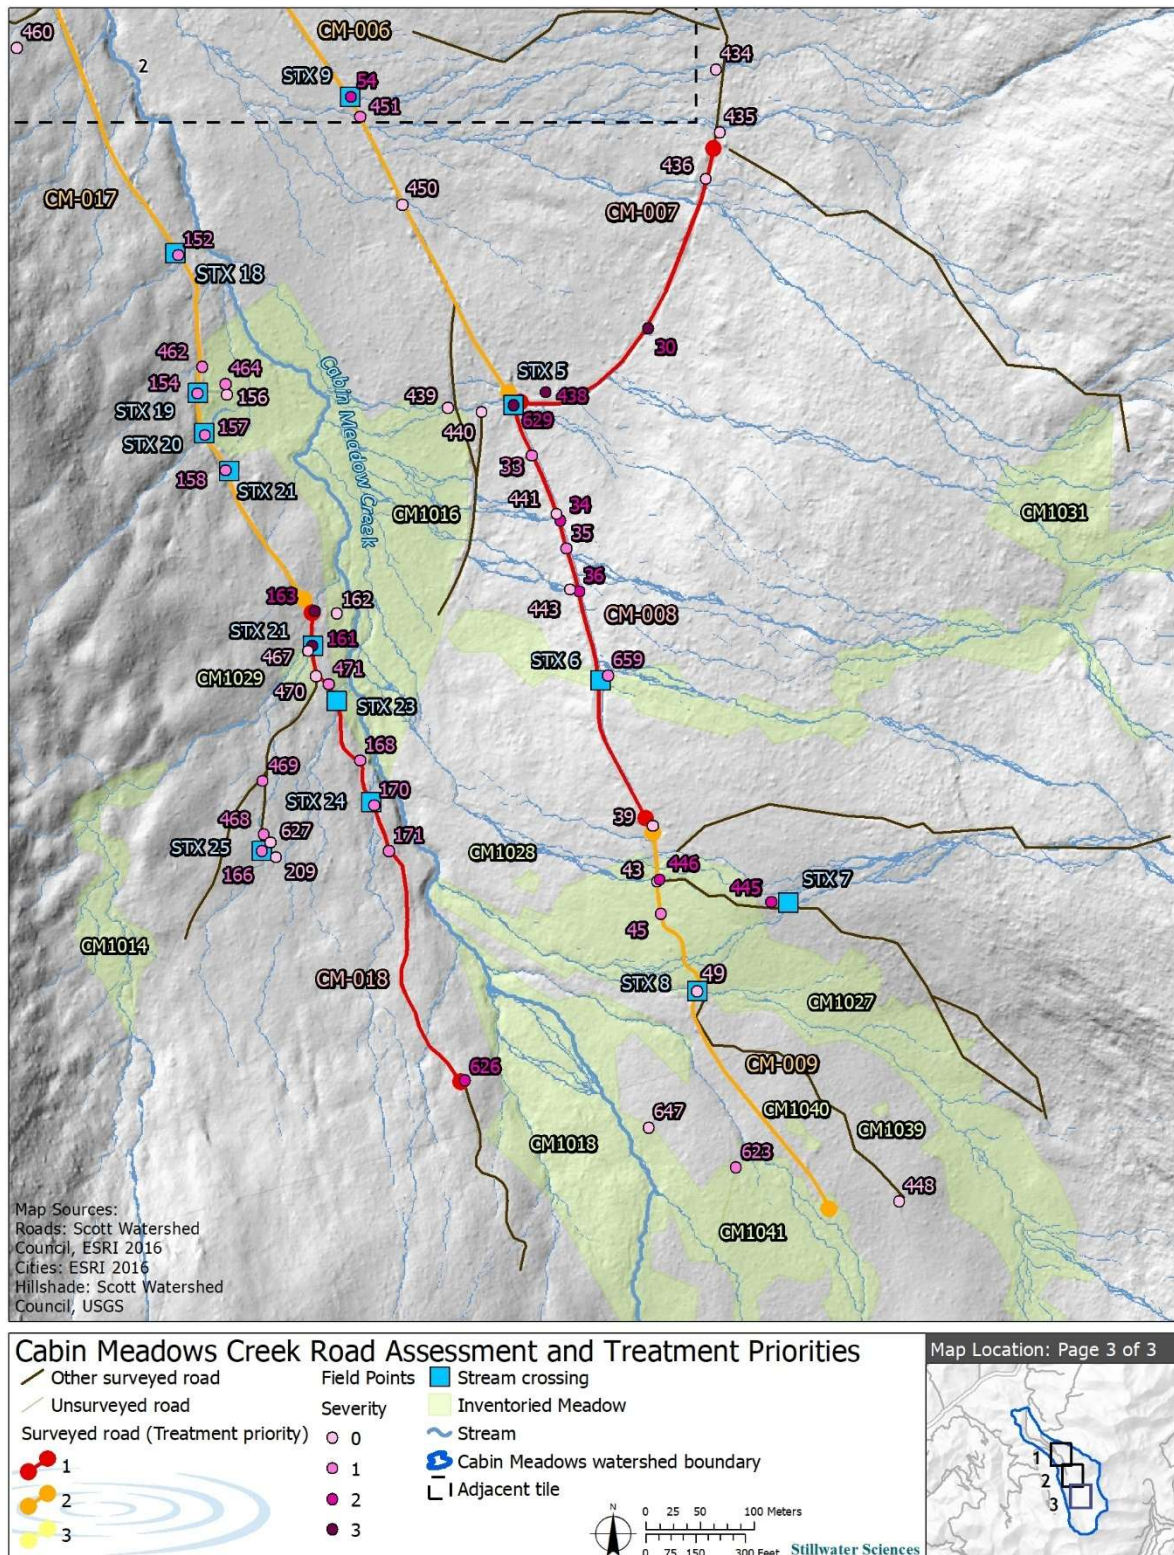 460
CM-006
2
STX 9
54
451
434
435
436
CM-017
450
CM-007
152
STX 18
30
462
464
154
156
STX 19
157
STX 20
158
STX 21
Cabin Meadow Creek
STX 5
438
439
629
440
33
441
34
CM1016
35
CM1031
36
443
CM-008
163
162
STX 21
161
467
471
CM1029
470
STX 23
STX 6
659
168
469
STX 24
170
468
627
STX 25
171
166
209
39
CM1028
43
446
445
STX 7
45
CM1014
CM-018
STX 8
49
CM1027
CM-009
626
CM1040
647
CM1039
CM1018
623
448
CM1041
Map Sources:
Roads: Scott Watershed
Council, ESRI 2016
Cities: ESRI 2016
Hillshade: Scott Watershed
Council, USGS
Cabin Meadows Creek Road Assessment and Treatment Priorities
Other surveyed road
Unsurveyed road
Surveyed road (Treatment priority)
1
2
3
Field Points
Severity
0
1
2
3
Stream crossing
Inventoried Meadow
Stream
Cabin Meadows watershed boundary
Adjacent tile
N
0 25 50 100 Meters
0 75 150 300 Feet
Stillwater Sciences
Map Location: Page 3 of 3
1
2
3